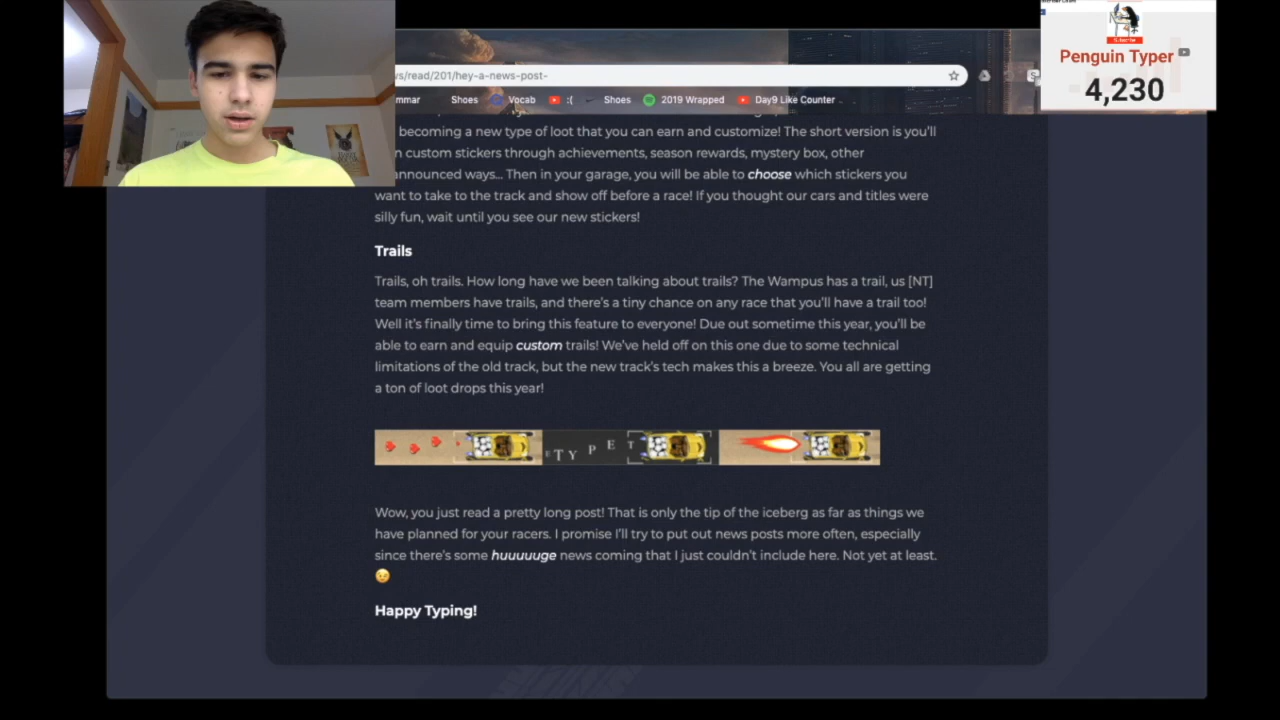 vs/read/201/hey-a-news-post-
Penguin Typer
4,230
mmar Shoes Vocab :( Shoes 2019 Wrapped Day9 Like Counter
becoming a new type of loot that you can earn and customize! The short version is you'll
n custom stickers through achievements, season rewards, mystery box, other
announced ways... Then in your garage, you will be able to choose which stickers you
want to take to the track and show off before a race! If you thought our cars and titles were
silly fun, wait until you see our new stickers!
Trails
Trails, oh trails. How long have we been talking about trails? The Wampus has a trail, us [NT]
team members have trails, and there's a tiny chance on any race that you'll have a trail too!
Well it's finally time to bring this feature to everyone! Due out sometime this year, you'll be
able to earn and equip custom trails! We've held off on this one due to some technical
limitations of the old track, but the new track's tech makes this a breeze. You all are getting
a ton of loot drops this year!
E T Y P E T
Wow, you just read a pretty long post! That is only the tip of the iceberg as far as things we
have planned for your racers. I promise I'll try to put out news posts more often, especially
since there's some huuuuuge news coming that I just couldn't include here. Not yet at least.
😉
Happy Typing!